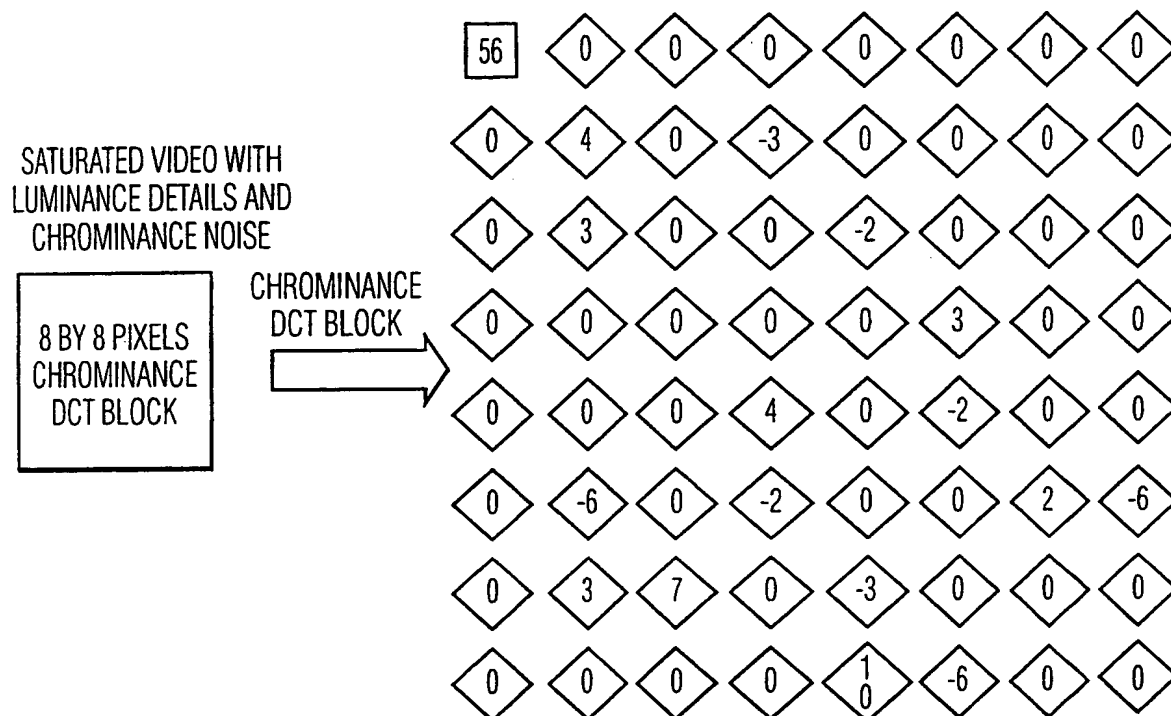 56 0 0 0 0 0 0 0
0 4 0 -3 0 0 0 0
SATURATED VIDEO WITH
LUMINANCE DETAILS AND
CHROMINANCE NOISE
0 3 0 0 -2 0 0 0
CHROMINANCE
DCT BLOCK
8 BY 8 PIXELS
CHROMINANCE
DCT BLOCK
0 0 0 0 0 3 0 0
0 0 0 4 0 -2 0 0
0 -6 0 -2 0 0 2 -6
0 3 7 0 -3 0 0 0
0 0 0 0 1
0 -6 0 0